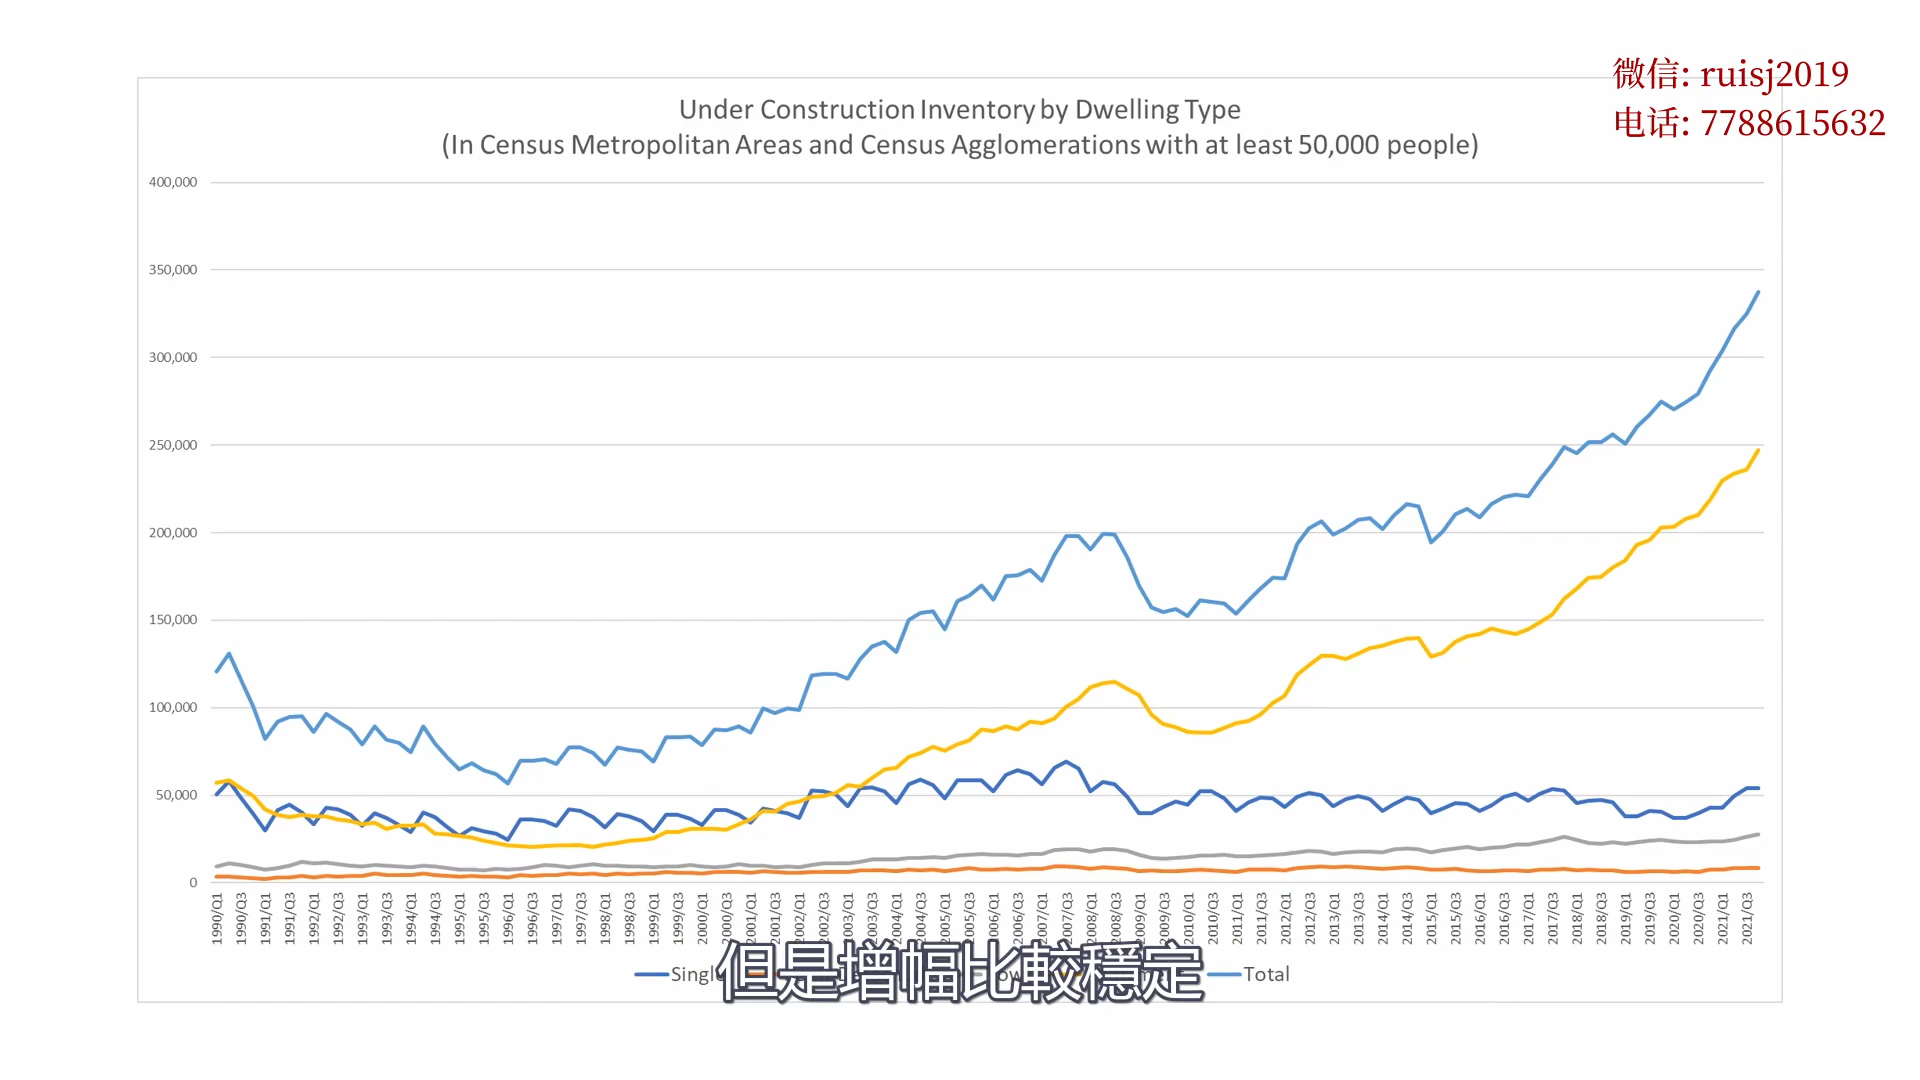 微信: ruisj2019
电话: 7788615632
Under Construction Inventory by Dwelling Type
(In Census Metropolitan Areas and Census Agglomerations with at least 50,000 people)
400,000
350,000
300,000
250,000
200,000
150,000
100,000
50,000
0
1990/Q1
1990/Q3
1991/Q1
1991/Q3
1992/Q1
1992/Q3
1993/Q1
1993/Q3
1994/Q1
1994/Q3
1995/Q1
1995/Q3
1996/Q1
1996/Q3
1997/Q1
1997/Q3
1998/Q1
1998/Q3
1999/Q1
1999/Q3
2000/Q1
2000/Q3
2001/Q1
2001/Q3
2002/Q1
2002/Q3
2003/Q1
2003/Q3
2004/Q1
2004/Q3
2005/Q1
2005/Q3
2006/Q1
2006/Q3
2007/Q1
2007/Q3
2008/Q1
2008/Q3
2009/Q1
2009/Q3
2010/Q1
2010/Q3
2011/Q1
2011/Q3
2012/Q1
2012/Q3
2013/Q1
2013/Q3
2014/Q1
2014/Q3
2015/Q1
2015/Q3
2016/Q1
2016/Q3
2017/Q1
2017/Q3
2018/Q1
2018/Q3
2019/Q1
2019/Q3
2020/Q1
2020/Q3
2021/Q1
2021/Q3
Total
但是增幅比較穩定